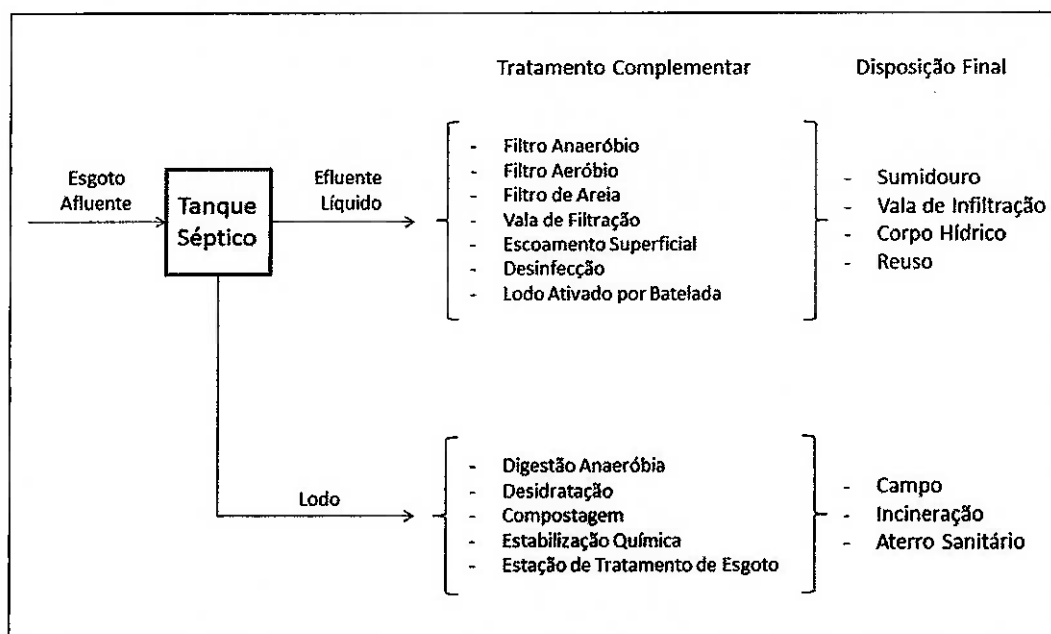 Tratamento Complementar
Disposição Final
Esgoto
Afluente
Tanque
Séptico
Efluente
Líquido
- Filtro Anaeróbio
- Filtro Aeróbio
- Filtro de Areia
- Vala de Filtração
- Escoamento Superficial
- Desinfecção
- Lodo Ativado por Batelada
- Sumidouro
- Vala de Infiltração
- Corpo Hídrico
- Reuso
Lodo
- Digestão Anaeróbia
- Desidratação
- Compostagem
- Estabilização Química
- Estação de Tratamento de Esgoto
- Campo
- Incineração
- Aterro Sanitário